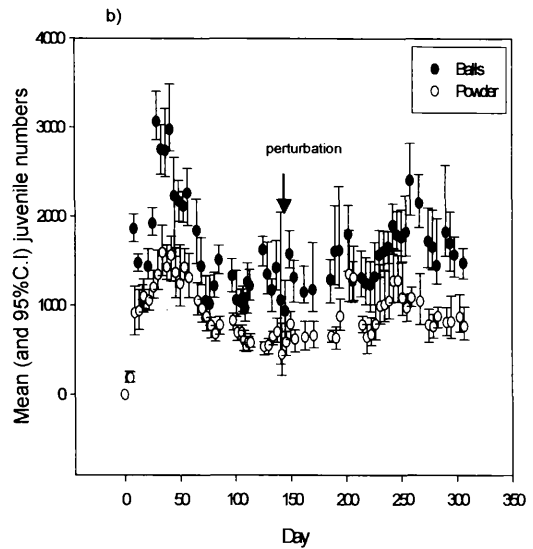 b)
4000
3000
2000
1000
0
Mean (and 95%C.I) juvenile numbers
Balls
Powder
perturbation
0 50 100 150 200 250 300 350
Day